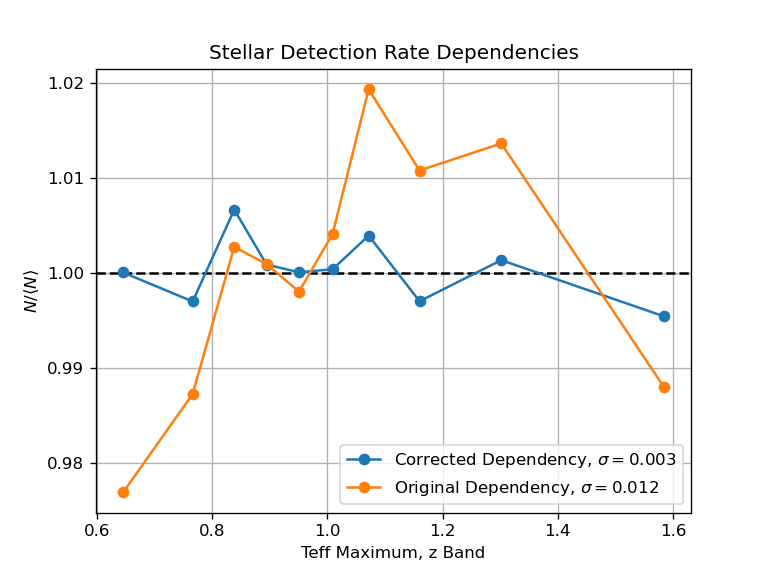 Stellar Detection Rate Dependencies
1.02
1.01
1.00
0.99
0.98
N/⟨N⟩
Corrected Dependency, σ = 0.003
Original Dependency, σ = 0.012
0.6 0.8 1.0 1.2 1.4 1.6
Teff Maximum, z Band